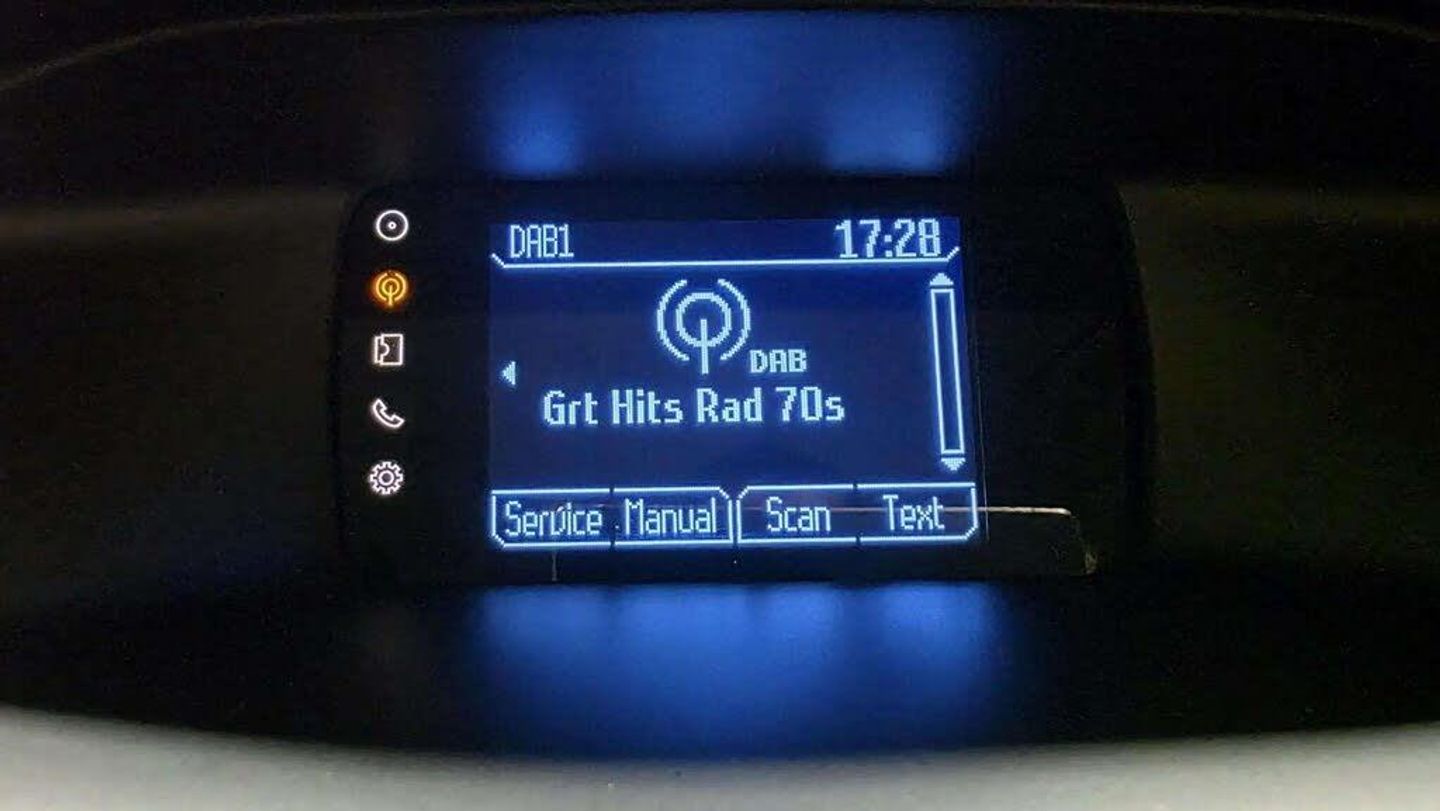 DAB1 17:28
DAB
Grt Hits Rad 70s
Service Manual Scan Text